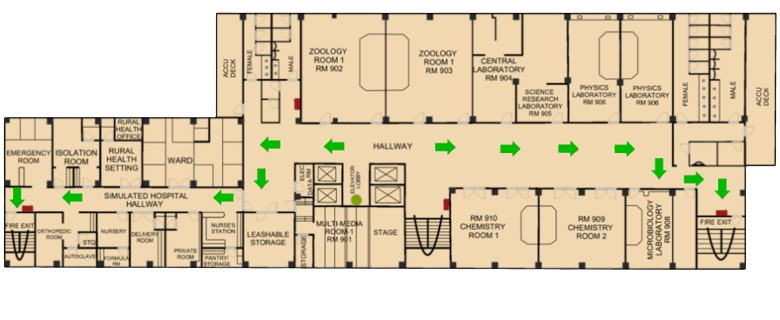 ACCU
DECK
FEMALE
MALE
ZOOLOGY
ROOM 1
RM 902
ZOOLOGY
ROOM 1
RM 903
CENTRAL
LABORATORY
RM 904
SCIENCE
RESEARCH
LABORATORY
RM 905
PHYSICS
LABORATORY
RM 906
PHYSICS
LABORATORY
RM 906
FEMALE
MALE
ACCU
DECK
EMERGENCY
ROOM
ISOLATION
ROOM
RURAL
HEALTH
OFFICE
RURAL
HEALTH
SETTING
WARD
HALLWAY
SIMULATED HOSPITAL
HALLWAY
ELEC
DATA RM
ELEVATOR
LOBBY
FIRE EXIT
ORTHOPEDIC
ROOM
STO.
AUTOCLAVE
NURSERY
FORMULA
RM
DELIVERY
ROOM
PRIVATE
ROOM
NURSE'S
STATION
PANTRY/
STORAGE
LEASHABLE
STORAGE
STORAGE
MULTI-MEDIA
ROOM-1
RM 901
STAGE
RM 910
CHEMISTRY
ROOM 1
RM 909
CHEMISTRY
ROOM 2
MICROBIOLOGY
LABORATORY
RM 908
FIRE EXIT